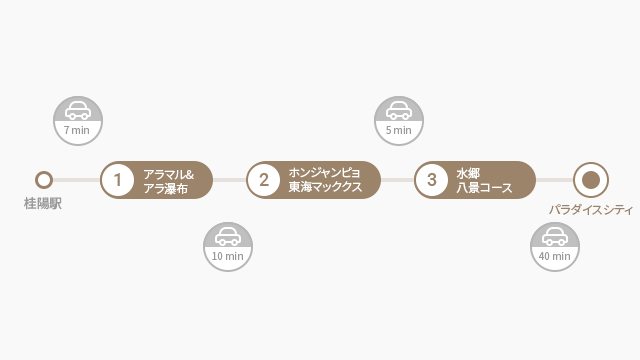 7 min
5 min
1
アラマル&
アラ瀑布
2
ホンジャンピョ
東海マッククス
3
水郷
八景コース
桂陽駅
パラダイスシティ
10 min
40 min